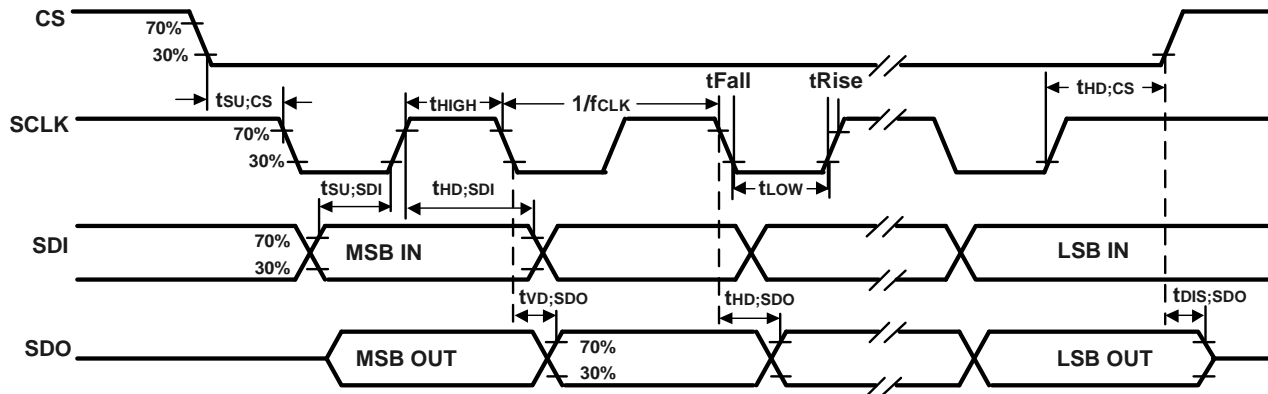 CS
70%
30%
tFall
tRise
tSU;CS
tHIGH
1/fCLK
tHD;CS
SCLK
70%
30%
tSU;SDI
tHD;SDI
tLOW
SDI
70%
30%
MSB IN
LSB IN
tVD;SDO
tHD;SDO
tDIS;SDO
SDO
MSB OUT
70%
30%
LSB OUT